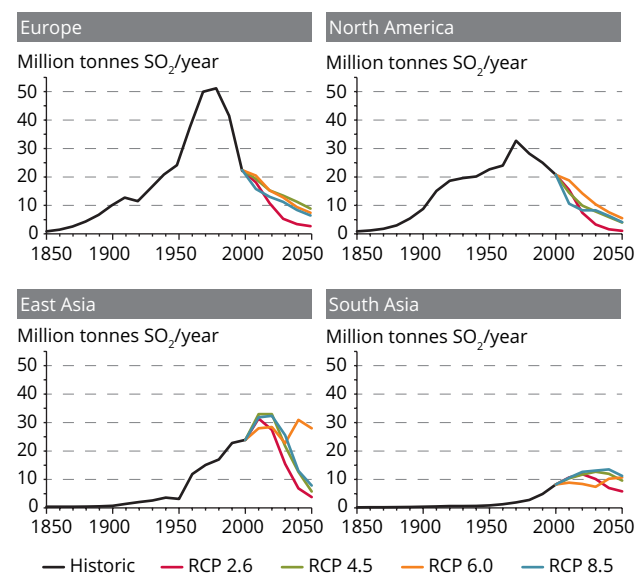 Europe
North America
Million tonnes SO2/year
Million tonnes SO2/year
50
40
30
20
10
0
1850 1900 1950 2000 2050
50
40
30
20
10
0
1850 1900 1950 2000 2050
East Asia
South Asia
Million tonnes SO2/year
Million tonnes SO2/year
50
40
30
20
10
0
1850 1900 1950 2000 2050
50
40
30
20
10
0
1850 1900 1950 2000 2050
Historic RCP 2.6 RCP 4.5 RCP 6.0 RCP 8.5